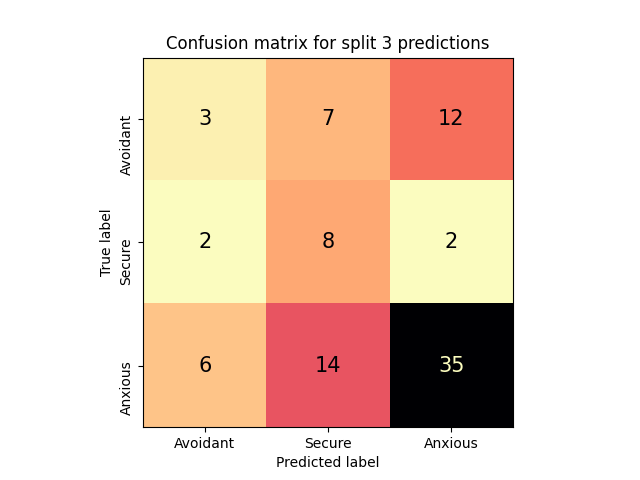 Confusion matrix for split 3 predictions
True label
Avoidant
3 7 12
Secure
2 8 2
Anxious
6 14 35
Avoidant Secure Anxious
Predicted label